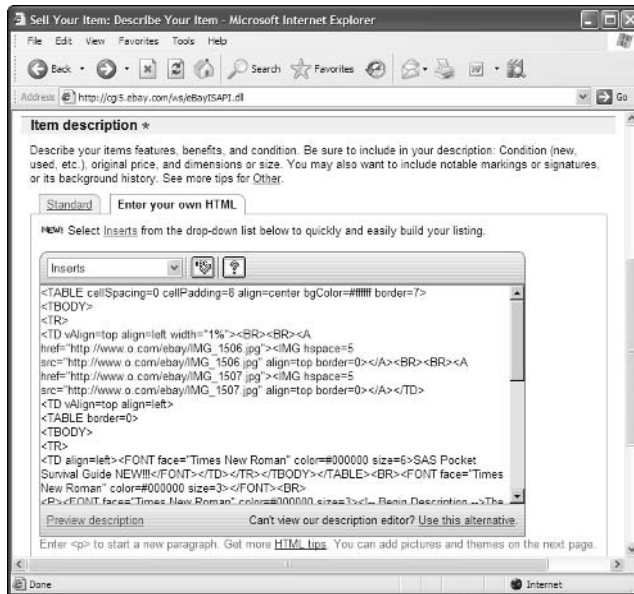 Sell Your Item: Describe Your Item - Microsoft Internet Explorer
File Edit View Favorites Tools Help
Back Search Favorites
Address http://cgi5.ebay.com/ws/eBayISAPI.dll Go
Item description *
Describe your items features, benefits, and condition. Be sure to include in your description: Condition (new,
used, etc.), original price, and dimensions or size. You may also want to include notable markings or signatures,
or its background history. See more tips for Other.
Standard Enter your own HTML
NEW! Select Inserts from the drop-down list below to quickly and easily build your listing.
Inserts ?
<TABLE cellSpacing=0 cellPadding=8 align=center bgColor=#ffffff border=7>
<TBODY>
<TR>
<TD vAlign=top align=left width="1%"><BR><BR><A
href="http://www.o.com/ebay/IMG_1506.jpg"><IMG hspace=5
src="http://www.o.com/ebay/IMG_1506.jpg" align=top border=0></A><BR><BR><A
href="http://www.o.com/ebay/IMG_1507.jpg"><IMG hspace=5
src="http://www.o.com/ebay/IMG_1507.jpg" align=top border=0></A></TD>
<TD vAlign=top align=left>
<TABLE border=0>
<TBODY>
<TR>
<TD align=left><FONT face="Times New Roman" color=#000000 size=6>SAS Pocket
Survival Guide NEW!!!</FONT></TD></TR></TBODY></TABLE><BR><FONT face="Times
New Roman" color=#000000 size=3></FONT><BR>
<P><FONT face="Times New Roman" color=#000000 size=3><!-- Begin Description -->The
Preview description Can't view our description editor? Use this alternative.
Enter <p> to start a new paragraph. Get more HTML tips. You can add pictures and themes on the next page.
Done Internet